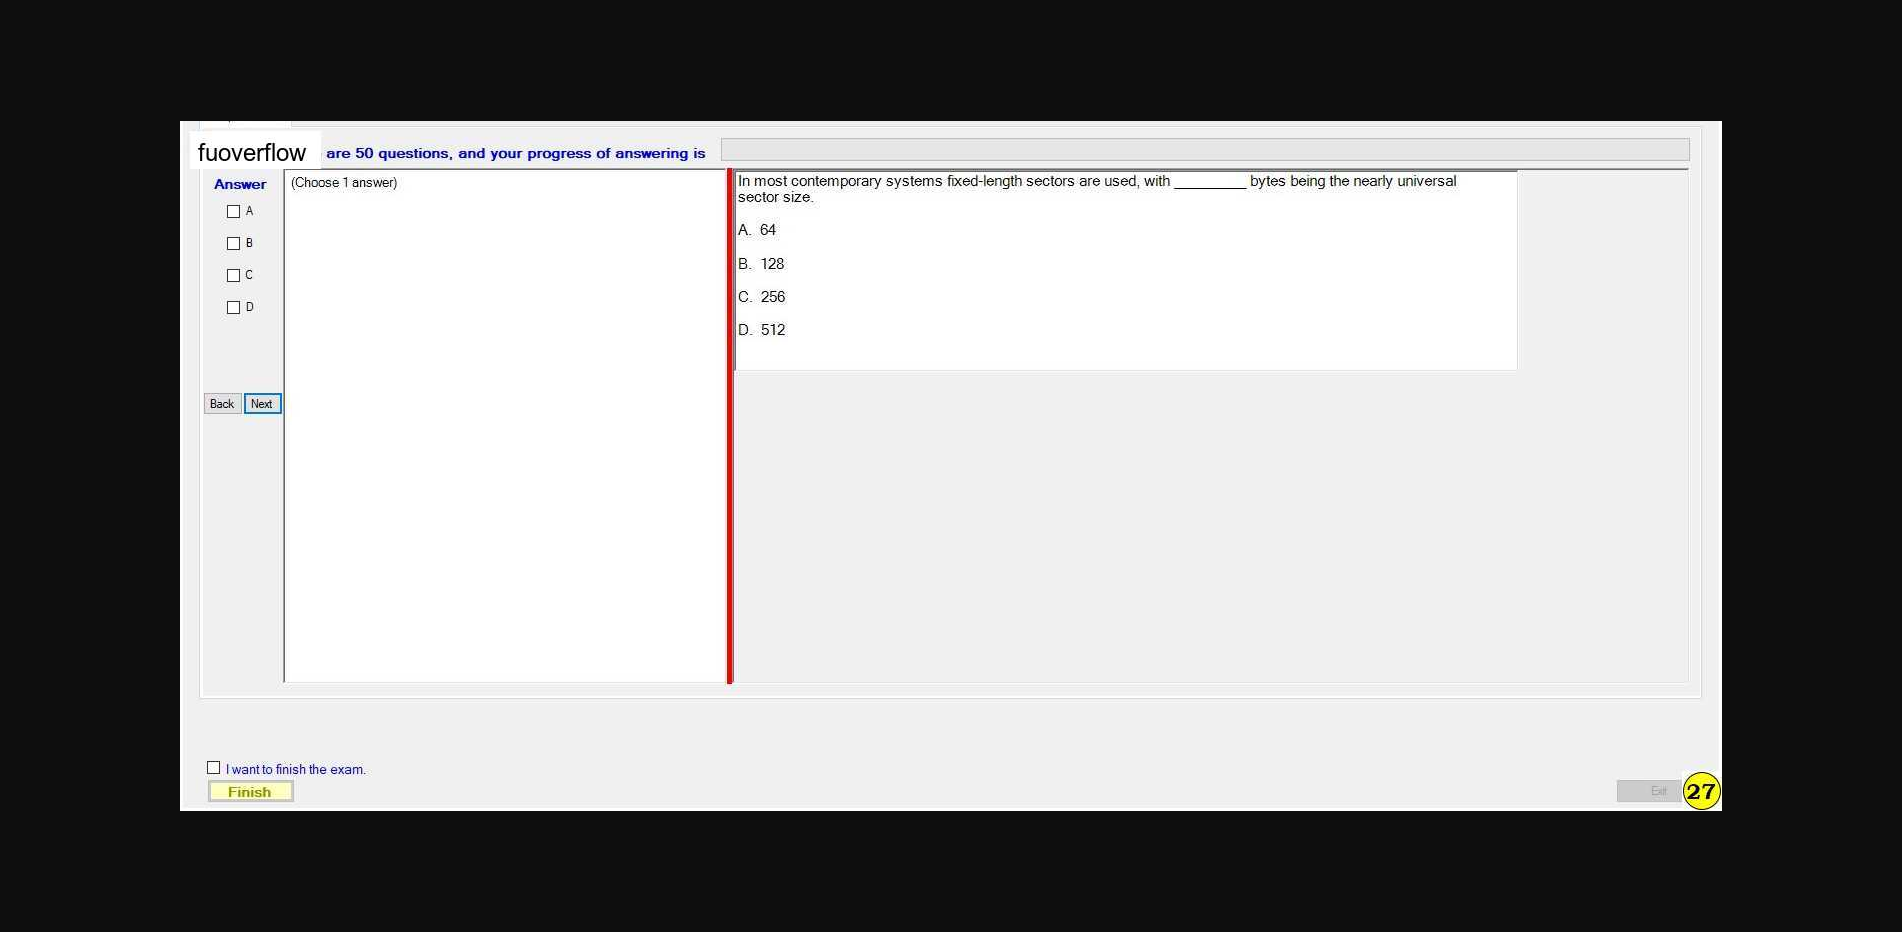 fuoverflow are 50 questions, and your progress of answering is
Answer
A
B
C
D
Back Next
(Choose 1 answer)
In most contemporary systems fixed-length sectors are used, with _________ bytes being the nearly universal
sector size.
A. 64
B. 128
C. 256
D. 512
I want to finish the exam.
Finish
Exit
27